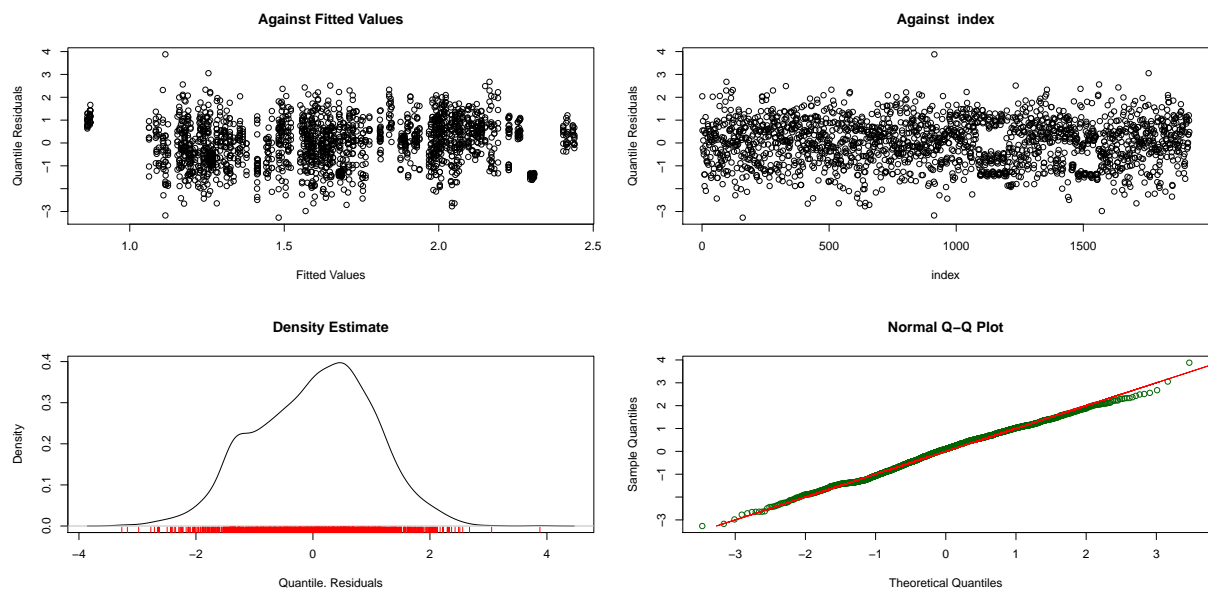 Against Fitted Values
Quantile Residuals
4
3
2
1
0
−1
−3
1.0 1.5 2.0 2.5
Fitted Values
Against index
Quantile Residuals
4
3
2
1
0
−1
−3
0 500 1000 1500
index
Density Estimate
Density
0.4
0.3
0.2
0.1
0.0
−4 −2 0 2 4
Quantile. Residuals
Normal Q−Q Plot
Sample Quantiles
4
3
2
1
0
−1
−3
−3 −2 −1 0 1 2 3
Theoretical Quantiles